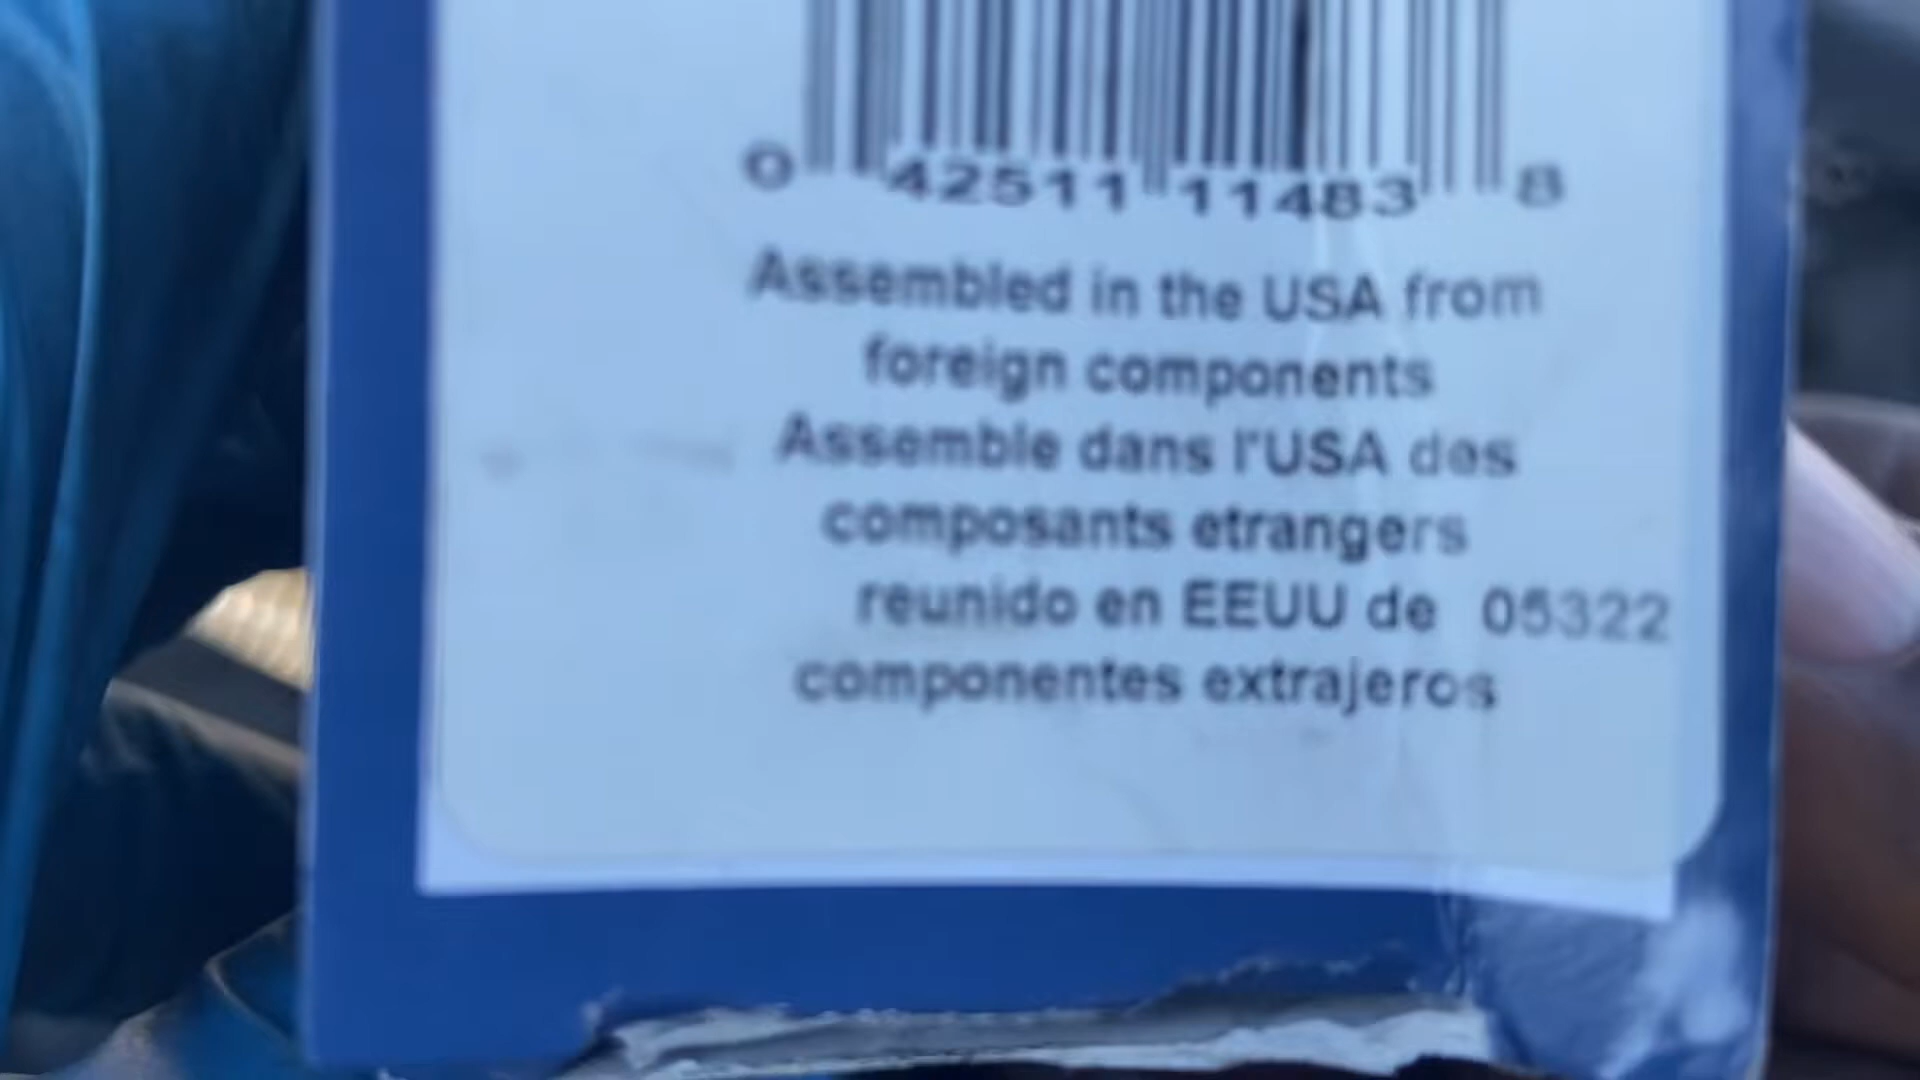 0 42511 11483 8
Assembled in the USA from
foreign components
Assemble dans l'USA des
composants etrangers
reunido en EEUU de 05322
componentes extrajeros